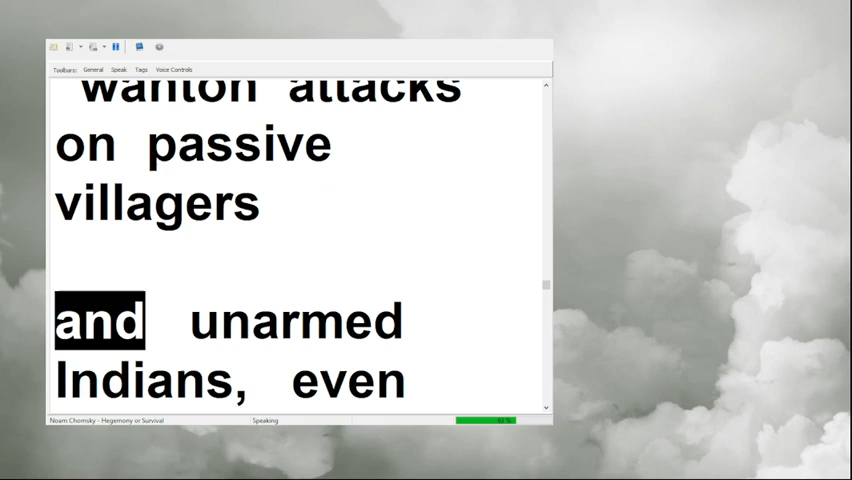 Toolbars: General Speak Tags Voice Controls
wanton attacks
on passive
villagers
and unarmed
Indians, even
Noam Chomsky - Hegemony or Survival Speaking 61 %